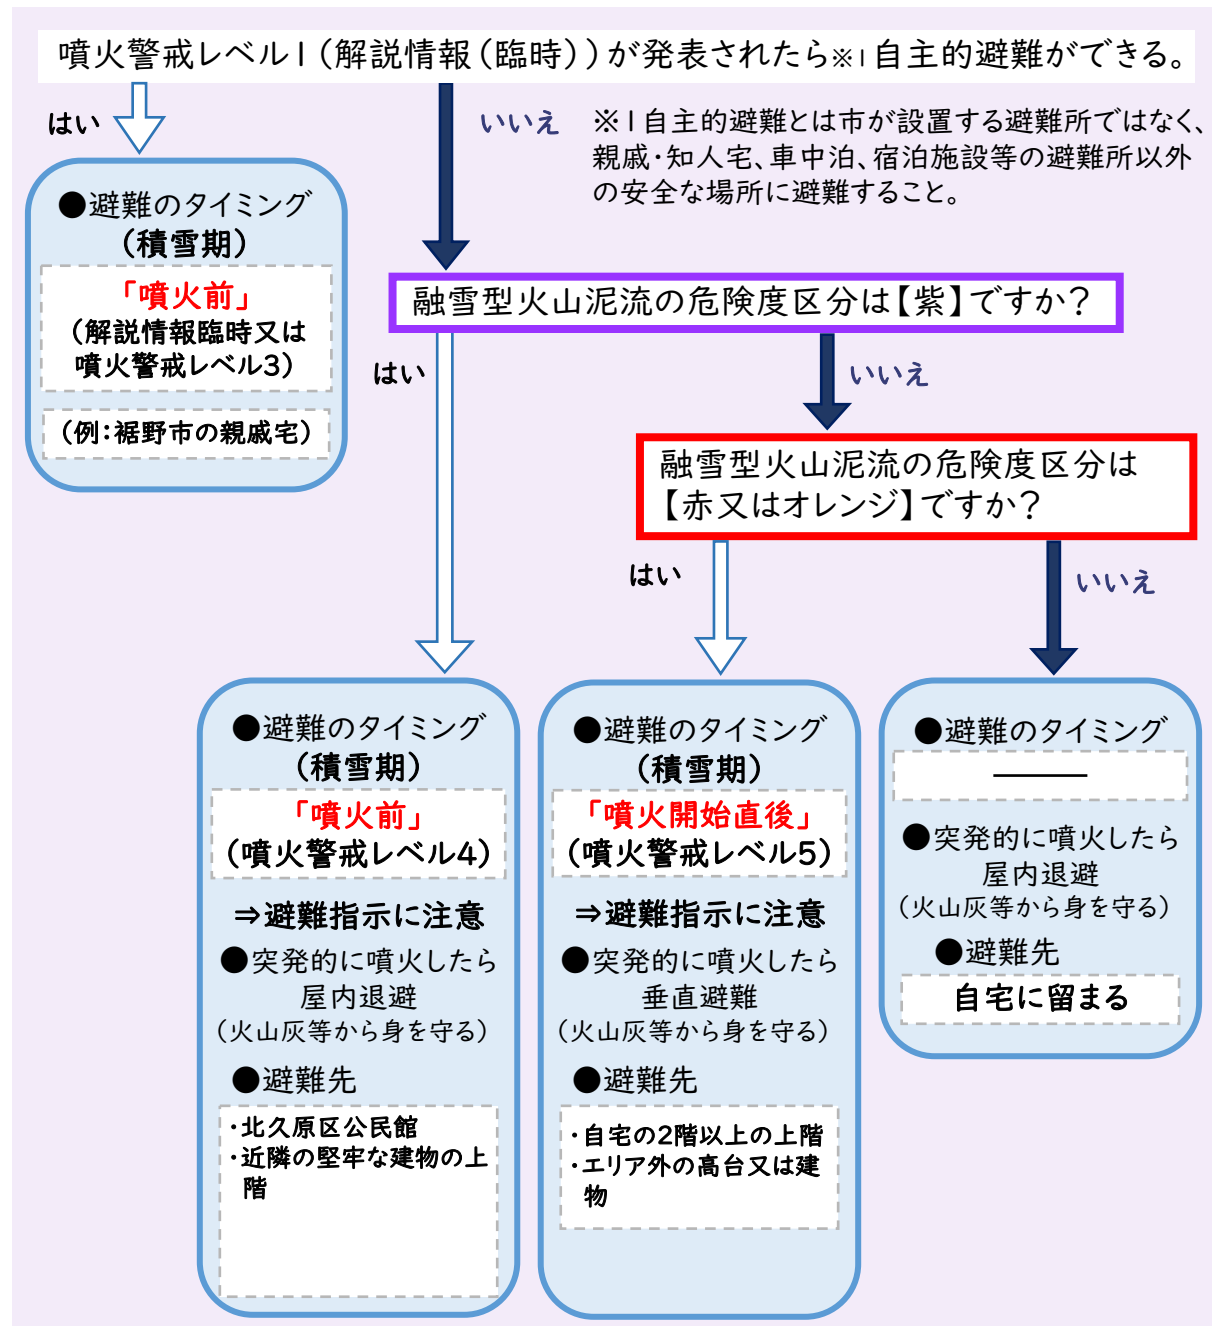 噴火警戒レベル1（解説情報（臨時））が発表されたら※1自主的避難ができる。
はい
いいえ
※1自主的避難とは市が設置する避難所ではなく、
親戚・知人宅、車中泊、宿泊施設等の避難所以外
の安全な場所に避難すること。
●避難のタイミング
（積雪期）
「噴火前」
（解説情報臨時又は
噴火警戒レベル3）
（例：裾野市の親戚宅）
融雪型火山泥流の危険度区分は【紫】ですか？
はい
いいえ
融雪型火山泥流の危険度区分は
【赤又はオレンジ】ですか？
はい
いいえ
●避難のタイミング
（積雪期）
「噴火前」
（噴火警戒レベル4）
⇒避難指示に注意
●突発的に噴火したら
屋内退避
（火山灰等から身を守る）
●避難先
・北久原区公民館
・近隣の堅牢な建物の上
階
●避難のタイミング
（積雪期）
「噴火開始直後」
（噴火警戒レベル5）
⇒避難指示に注意
●突発的に噴火したら
垂直避難
（火山灰等から身を守る）
●避難先
・自宅の2階以上の上階
・エリア外の高台又は建
物
●避難のタイミング
―――
●突発的に噴火したら
屋内退避
（火山灰等から身を守る）
●避難先
自宅に留まる